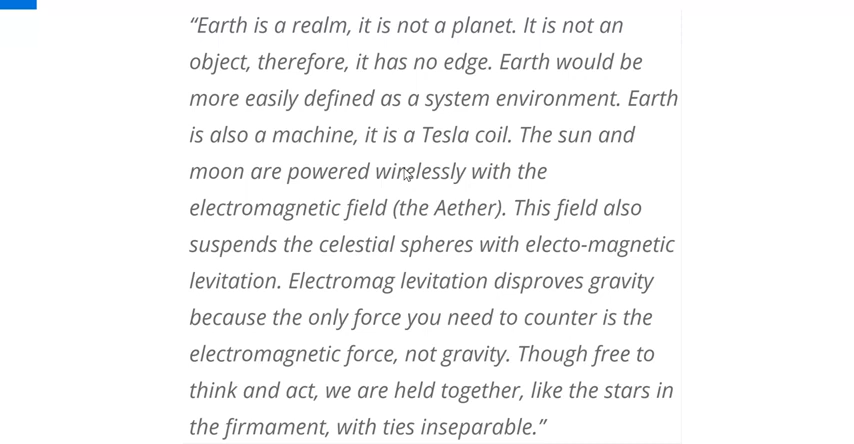 “Earth is a realm, it is not a planet. It is not an
object, therefore, it has no edge. Earth would be
more easily defined as a system environment. Earth
is also a machine, it is a Tesla coil. The sun and
moon are powered wirelessly with the
electromagnetic field (the Aether). This field also
suspends the celestial spheres with electo-magnetic
levitation. Electromag levitation disproves gravity
because the only force you need to counter is the
electromagnetic force, not gravity. Though free to
think and act, we are held together, like the stars in
the firmament, with ties inseparable.”